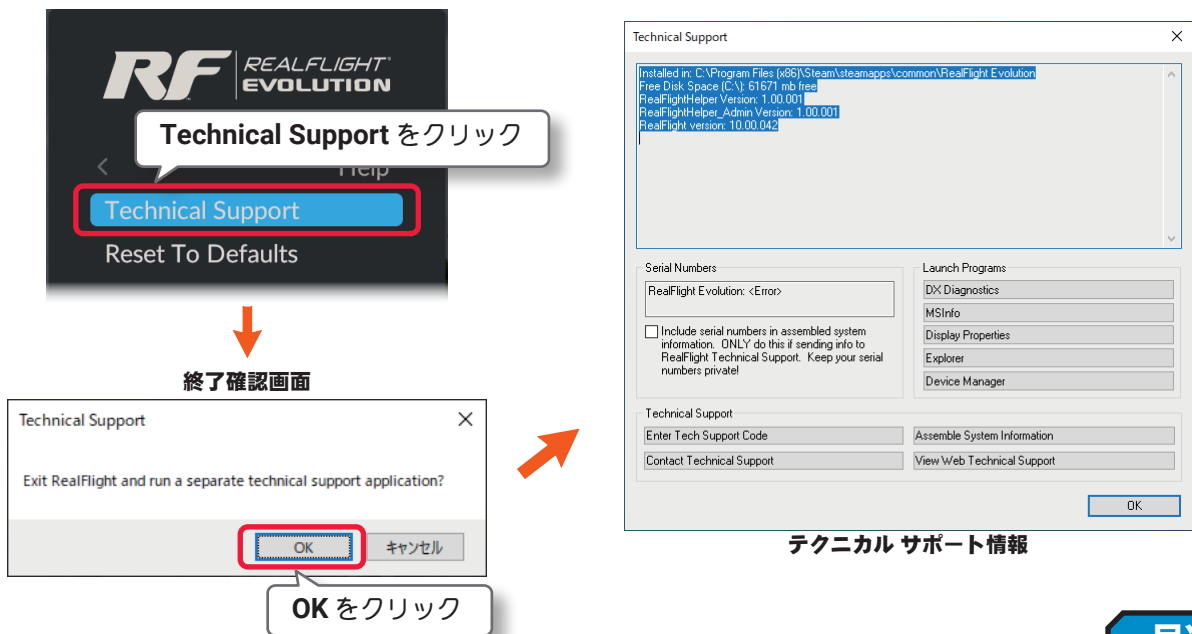 RF REALFLIGHT
EVOLUTION
Technical Support をクリック
Help
Technical Support
Reset To Defaults
終了確認画面
Technical Support
Exit RealFlight and run a separate technical support application?
OK
キャンセル
OK をクリック
Technical Support
Installed in: C:\Program Files (x86)\Steam\steamapps\common\RealFlight Evolution
Free Disk Space (C:\): 61671 mb free
RealFlightHelper Version: 1.00.001
RealFlightHelper_Admin Version: 1.00.001
RealFlight version: 10.00.042
Serial Numbers
RealFlight Evolution: <Error>
Include serial numbers in assembled system
information. ONLY do this if sending info to
RealFlight Technical Support. Keep your serial
numbers private!
Launch Programs
DX Diagnostics
MSInfo
Display Properties
Explorer
Device Manager
Technical Support
Enter Tech Support Code
Assemble System Information
Contact Technical Support
View Web Technical Support
OK
テクニカル サポート情報